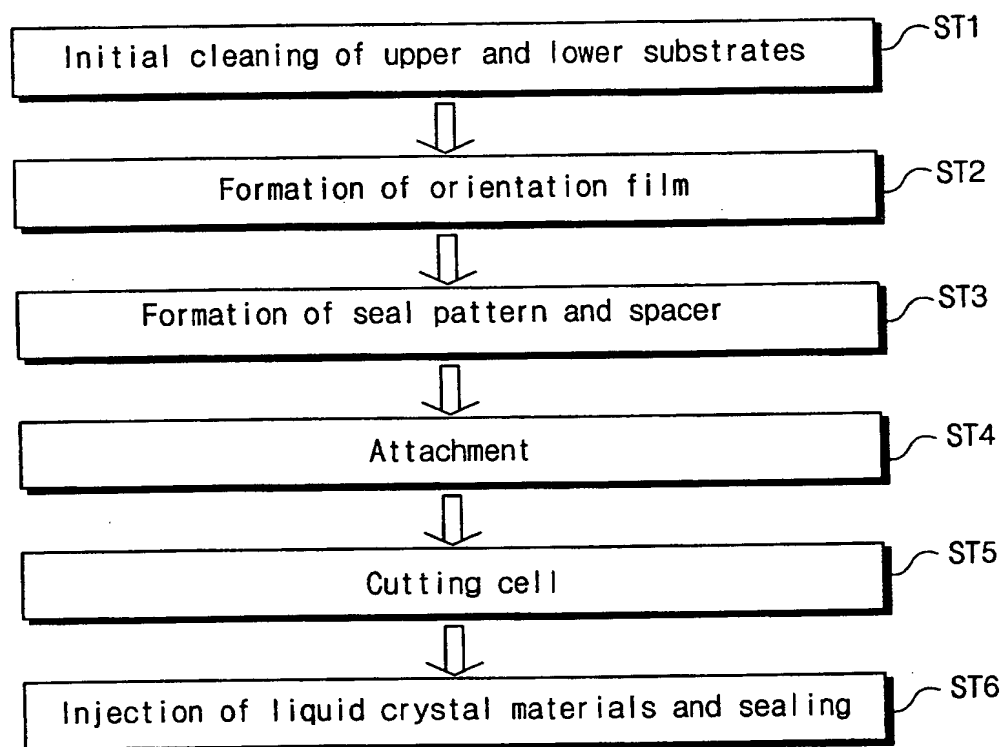 Initial cleaning of upper and lower substrates
ST1
Formation of orientation film
ST2
Formation of seal pattern and spacer
ST3
Attachment
ST4
Cutting cell
ST5
Injection of liquid crystal materials and sealing
ST6